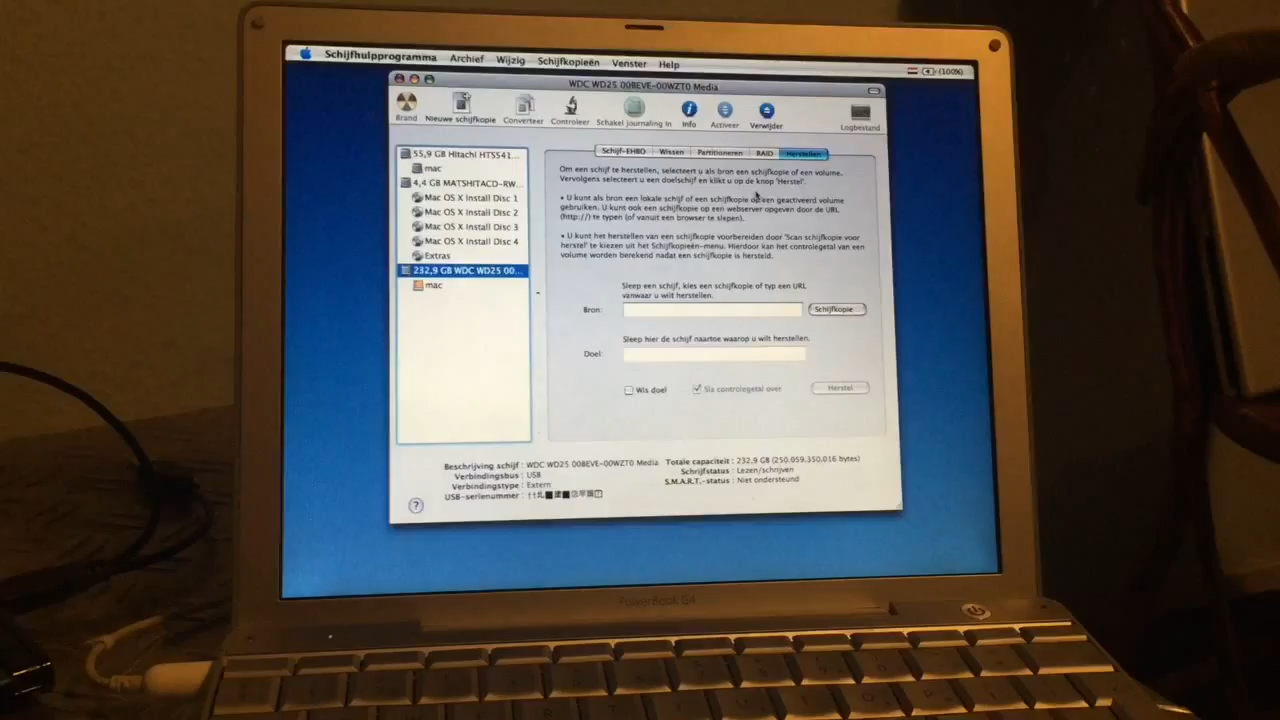 Schijfhulpprogramma Archief Wijzig Schijfkopieën Venster Help (100%)
WDC WD25 00BEVE-00WZT0 Media
Brand Nieuwe schijfkopie Converteer Controleer Schakel journaling in Info Activeer Verwijder Logbestand
55,9 GB Hitachi HTS541...
mac
4,4 GB MATSHITACD-RW...
Mac OS X Install Disc 1
Mac OS X Install Disc 2
Mac OS X Install Disc 3
Mac OS X Install Disc 4
Extras
232,9 GB WDC WD25 00...
mac
Schijf-EHBO Wissen Partitioneren RAID Herstellen
Om een schijf te herstellen, selecteert u als bron een schijfkopie of een volume.
Vervolgens selecteert u een doelschijf en klikt u op de knop 'Herstel'.
• U kunt als bron een lokale schijf of een schijfkopie op een geactiveerd volume
gebruiken. U kunt ook een schijfkopie op een webserver opgeven door de URL
(http://) te typen (of vanuit een browser te slepen).
• U kunt het herstellen van een schijfkopie voorbereiden door 'Scan schijfkopie voor
herstel' te kiezen uit het Schijfkopieën-menu. Hierdoor kan het controlegetal van een
volume worden berekend nadat een schijfkopie is hersteld.
Sleep een schijf, kies een schijfkopie of typ een URL
vanwaar u wilt herstellen.
Bron: Schijfkopie...
Sleep hier de schijf naartoe waarop u wilt herstellen.
Doel:
Wis doel Sla controlegetal over Herstel
Beschrijving schijf : WDC WD25 00BEVE-00WZT0 Media
Verbindingsbus : USB
Verbindingstype : Extern
USB-serienummer :
Totale capaciteit : 232,9 GB (250.059.350.016 bytes)
Schrijfstatus : Lezen/schrijven
S.M.A.R.T.-status : Niet ondersteund
?
PowerBook G4